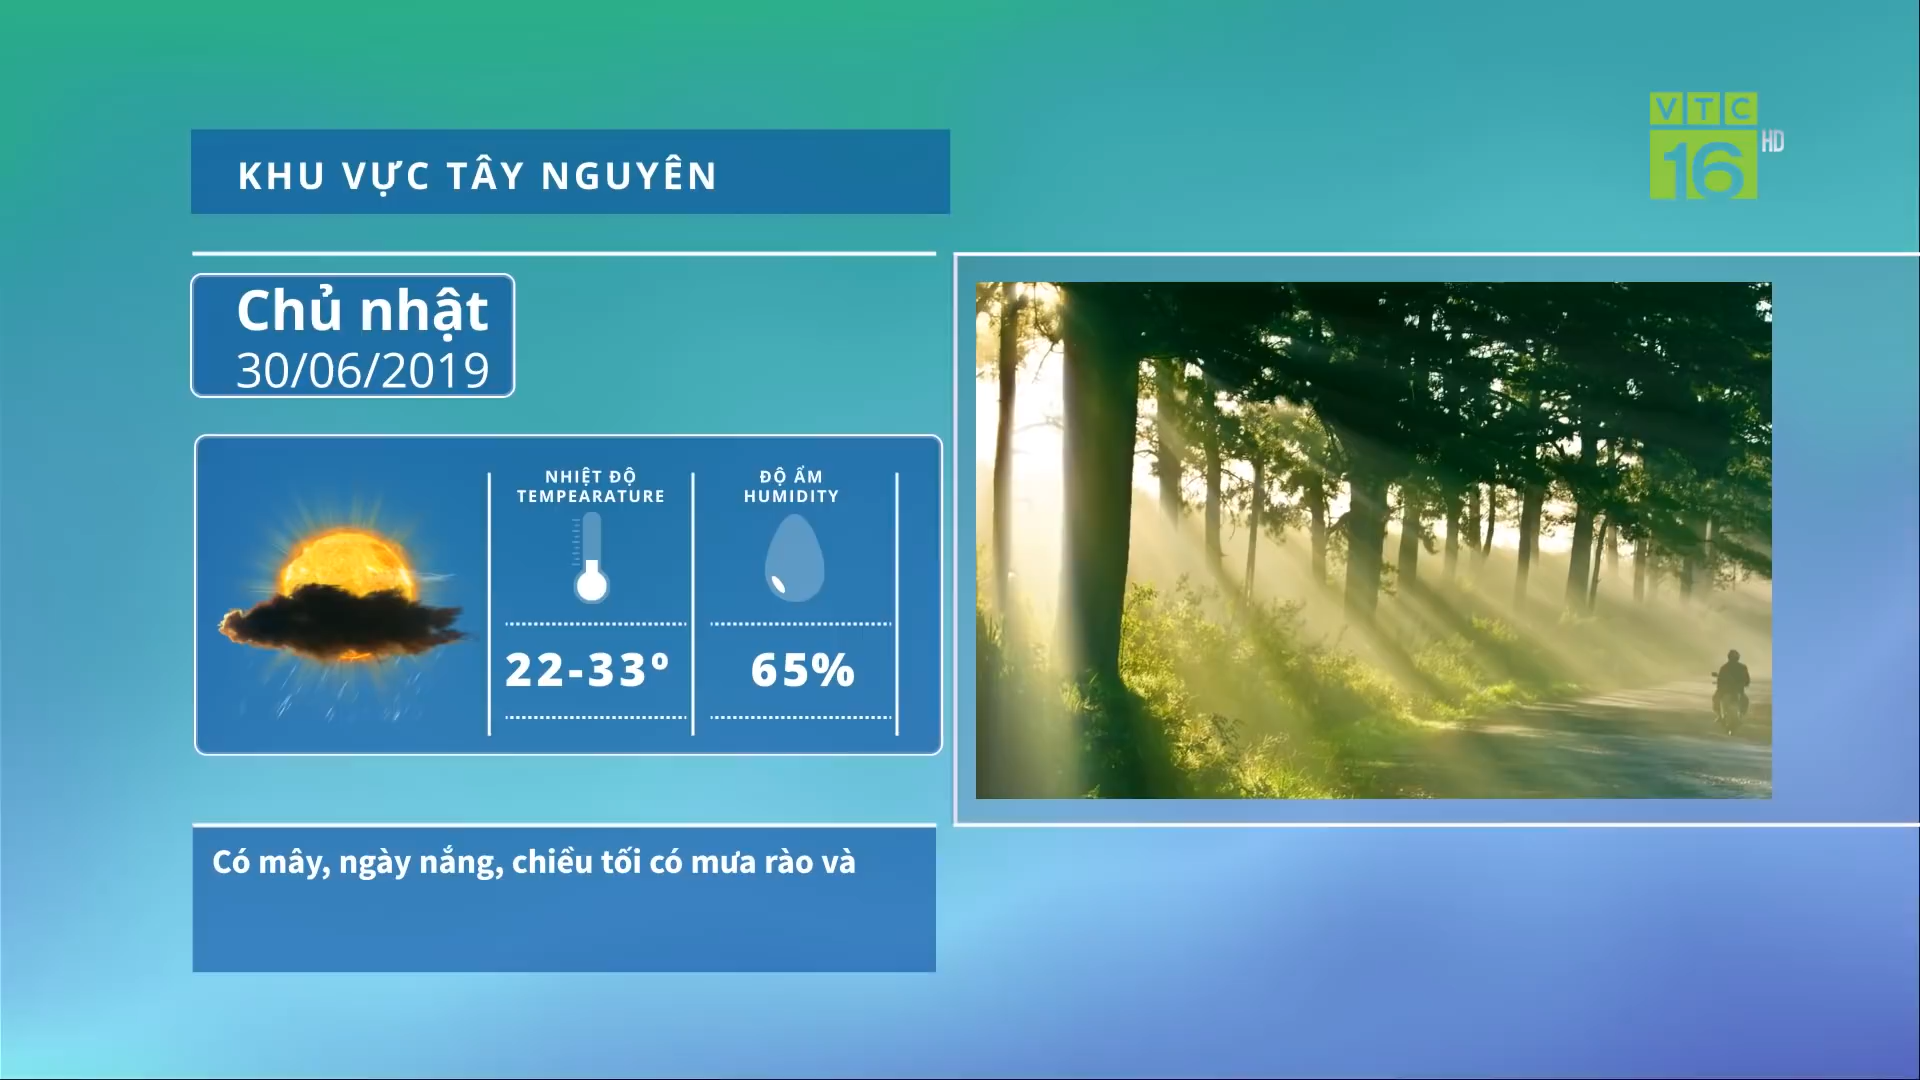 VTC
16 HD
KHU VỰC TÂY NGUYÊN
Chủ nhật
30/06/2019
NHIỆT ĐỘ
TEMPEARATURE
22-33º
ĐỘ ẨM
HUMIDITY
65%
Có mây, ngày nắng, chiều tối có mưa rào và